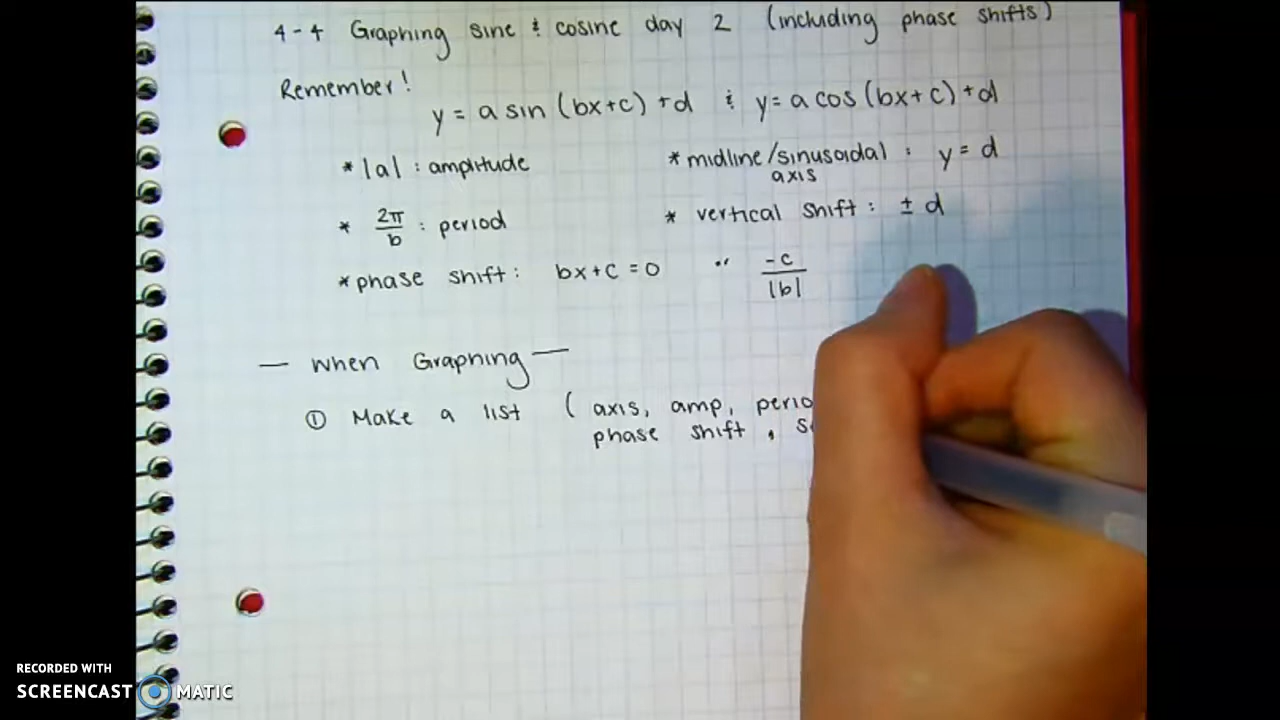 4-4 Graphing sine & cosine day 2 (including phase shifts)
Remember!
y = a sin (bx+c) + d & y = a cos (bx+c) + d
* |a| : amplitude
* midline/sinusoidal : y = d
axis
* 2π/b : period
* vertical shift : ± d
* phase shift : bx+c = 0 or -c/|b|
— When Graphing —
① Make a list ( axis, amp,
phase shift ,
RECORDED WITH
SCREENCAST MATIC